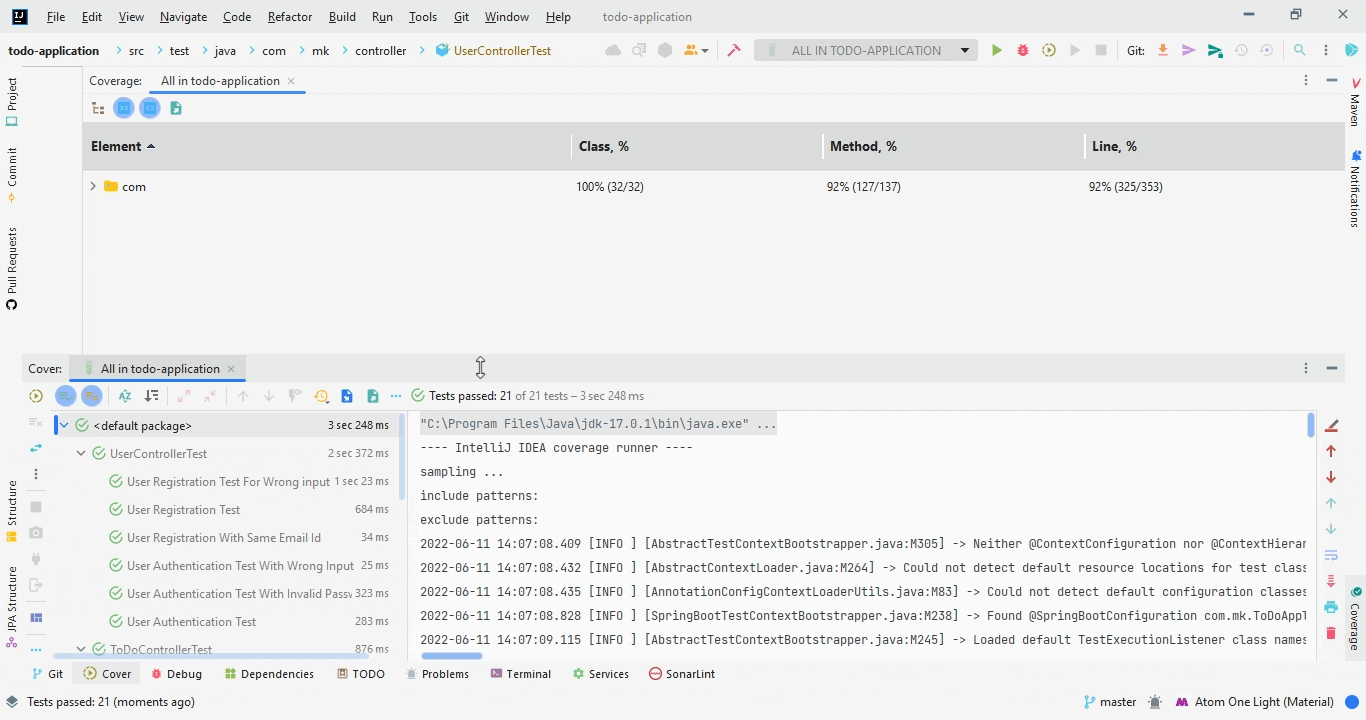 File Edit View Navigate Code Refactor Build Run Tools Git Window Help todo-application
todo-application src test java com mk controller UserControllerTest ALL IN TODO-APPLICATION Git:
Coverage: All in todo-application
Element Class, % Method, % Line, %
com 100% (32/32) 92% (127/137) 92% (325/353)
Project
Commit
Pull Requests
Structure
JPA Structure
Maven
Notifications
Coverage
Cover: All in todo-application
Tests passed: 21 of 21 tests – 3 sec 248 ms
<default package> 3 sec 248 ms
UserControllerTest 2 sec 372 ms
User Registration Test For Wrong input 1 sec 23 ms
User Registration Test 684 ms
User Registration With Same Email Id 34 ms
User Authentication Test With Wrong Input 25 ms
User Authentication Test With Invalid Passw 323 ms
User Authentication Test 283 ms
ToDoControllerTest 876 ms
"C:\Program Files\Java\jdk-17.0.1\bin\java.exe" ...
---- IntelliJ IDEA coverage runner ----
sampling ...
include patterns:
exclude patterns:
2022-06-11 14:07:08.409 [INFO ] [AbstractTestContextBootstrapper.java:M305] -> Neither @ContextConfiguration nor @ContextHierar
2022-06-11 14:07:08.432 [INFO ] [AbstractContextLoader.java:M264] -> Could not detect default resource locations for test class
2022-06-11 14:07:08.435 [INFO ] [AnnotationConfigContextLoaderUtils.java:M83] -> Could not detect default configuration classes
2022-06-11 14:07:08.828 [INFO ] [SpringBootTestContextBootstrapper.java:M238] -> Found @SpringBootConfiguration com.mk.ToDoAppl
2022-06-11 14:07:09.115 [INFO ] [AbstractTestContextBootstrapper.java:M245] -> Loaded default TestExecutionListener class names
Git Cover Debug Dependencies TODO Problems Terminal Services SonarLint
Tests passed: 21 (moments ago) master Atom One Light (Material)